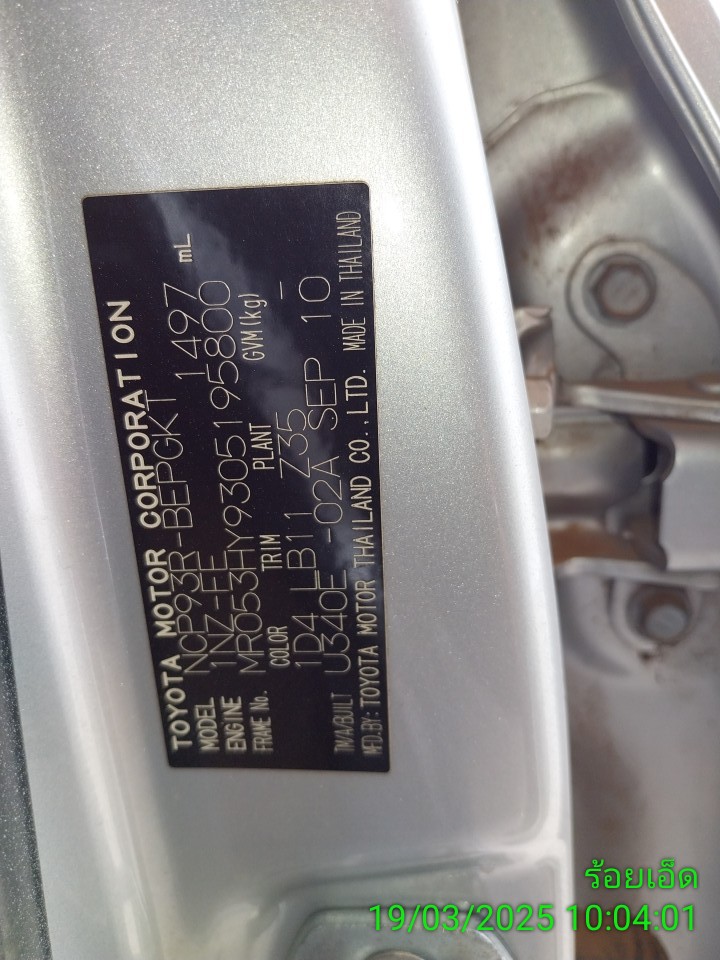 TOYOTA MOTOR CORPORATION
MODEL NCP93R-BEPGKT 1497 mL
ENGINE 1NZ-FE
FRAME No. MR053HY9305195800
COLOR TRIM PLANT GVM(kg)
1D4 LB11 Z35 –
TM/A/BUILT U340E -02A SEP 10
MFD.BY: TOYOTA MOTOR THAILAND CO.,LTD. MADE IN THAILAND
ร้อยเอ็ด
19/03/2025 10:04:01